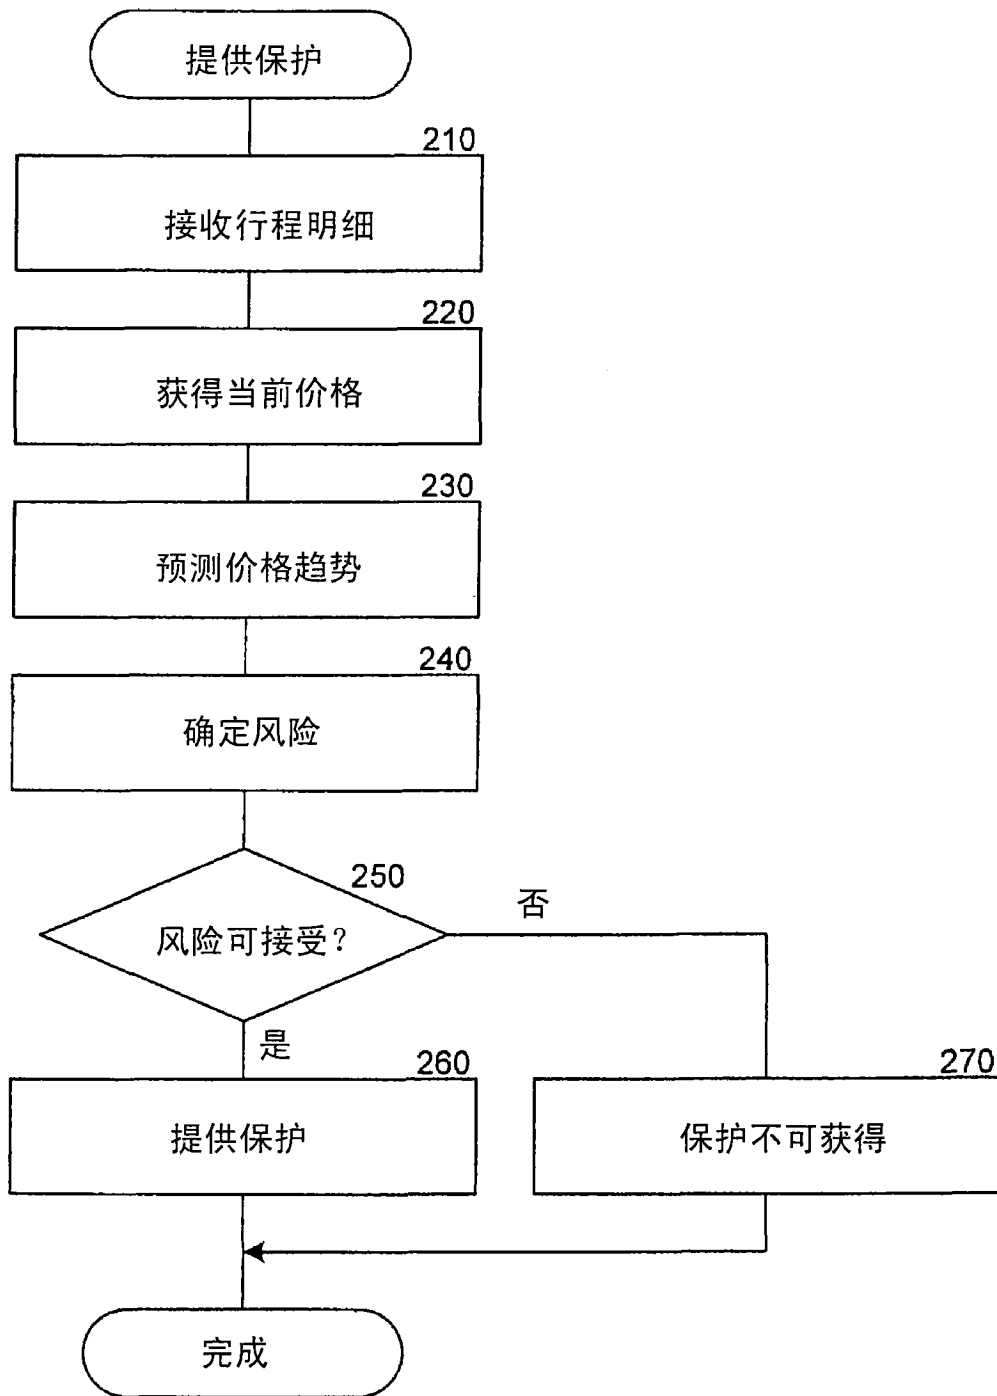 提供保护
210
接收行程明细
220
获得当前价格
230
预测价格趋势
240
确定风险
250
风险可接受?
否
是
260
提供保护
270
保护不可获得
完成